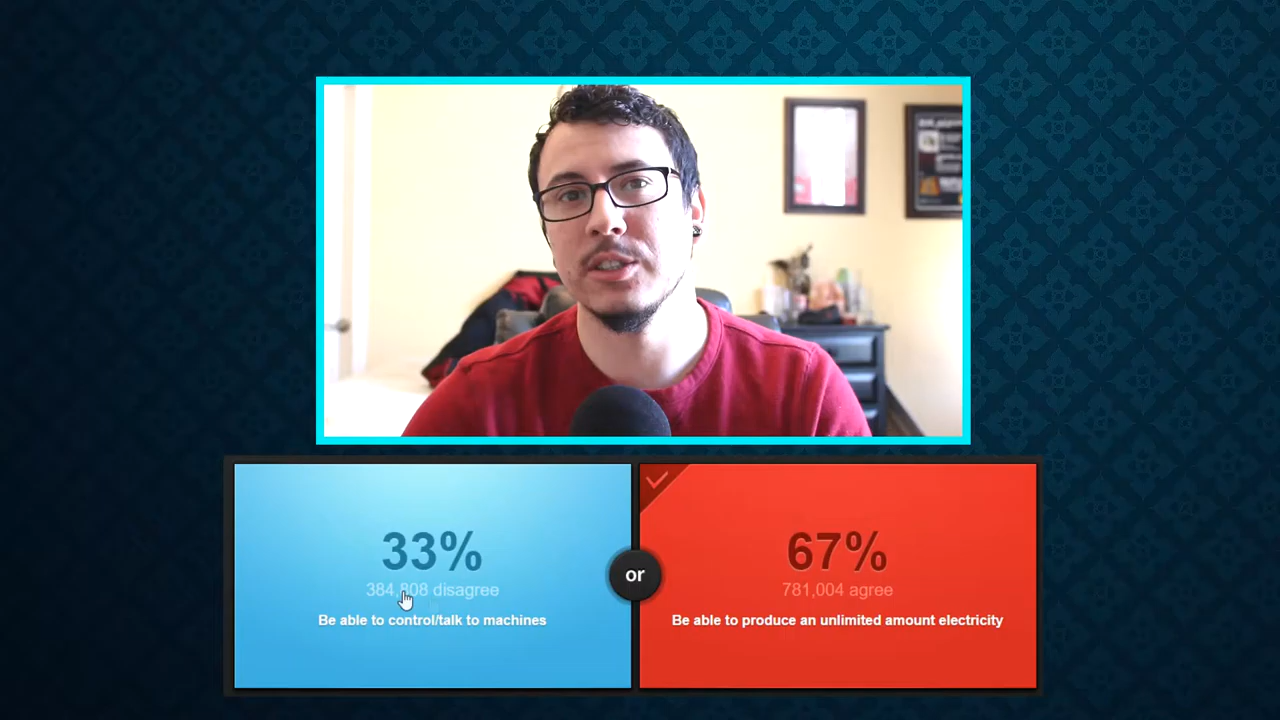 33%
384,808 disagree
Be able to control/talk to machines
or
67%
781,004 agree
Be able to produce an unlimited amount electricity